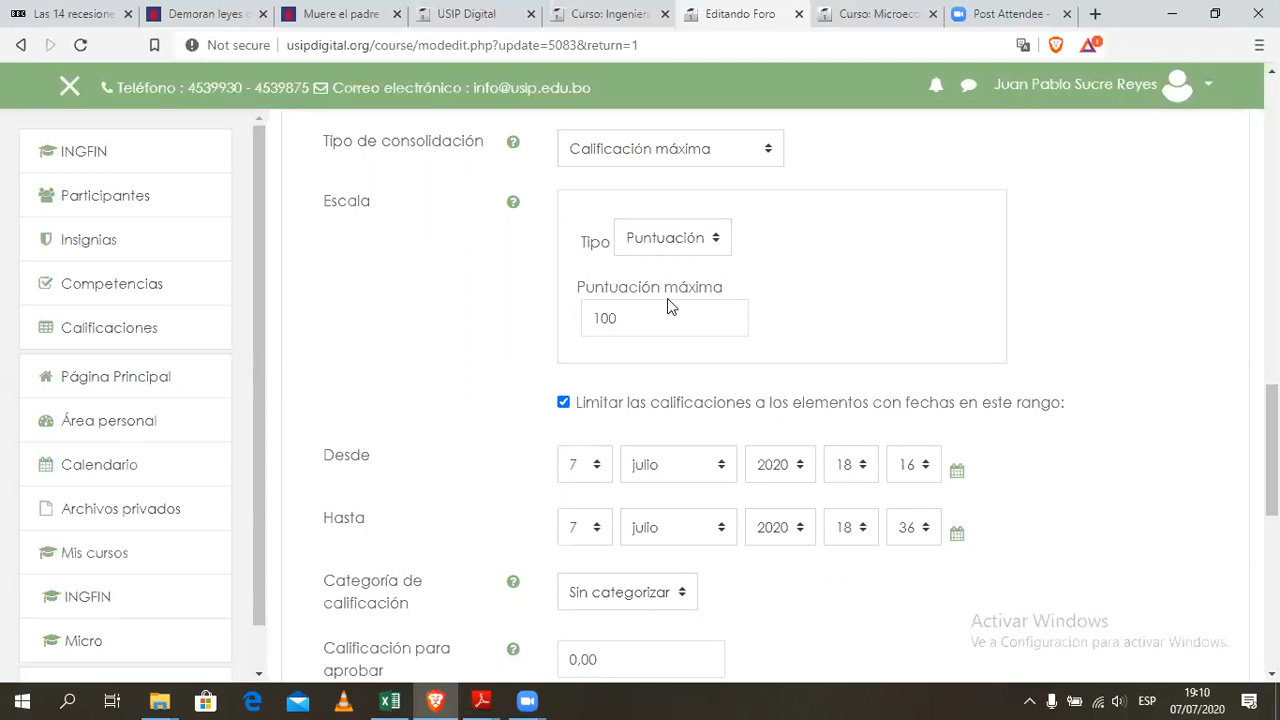 Las 14 recesiones
Demoran leyes c
Muere el padre
USIP Digital
Curso: Ingenier
Editando Foro
Curso: Microeco
Post Attendee -
Not secure
usipdigital.org/course/modedit.php?update=5083&return=1
Teléfono : 4539930 - 4539875 Correo electrónico : info@usip.edu.bo
Juan Pablo Sucre Reyes
INGFIN
Participantes
Insignias
Competencias
Calificaciones
Página Principal
Área personal
Calendario
Archivos privados
Mis cursos
INGFIN
Micro
Tipo de consolidación
Calificación máxima
Escala
Tipo Puntuación
Puntuación máxima
100
Limitar las calificaciones a los elementos con fechas en este rango:
Desde
7 julio 2020 18 16
Hasta
7 julio 2020 18 36
Categoría de
calificación
Sin categorizar
Calificación para
aprobar
0,00
Activar Windows
Ve a Configuración para activar Windows.
ESP
19:10
07/07/2020